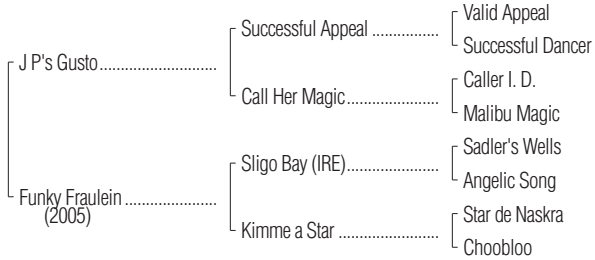 Valid Appeal
Successful Appeal ................
Successful Dancer
J P's Gusto............................
Caller I. D.
Call Her Magic......................
Malibu Magic
Sadler's Wells
Sligo Bay (IRE)......................
Angelic Song
Funky Fraulein ......................
(2005)
Star de Naskra
Kimme a Star ........................
Choobloo